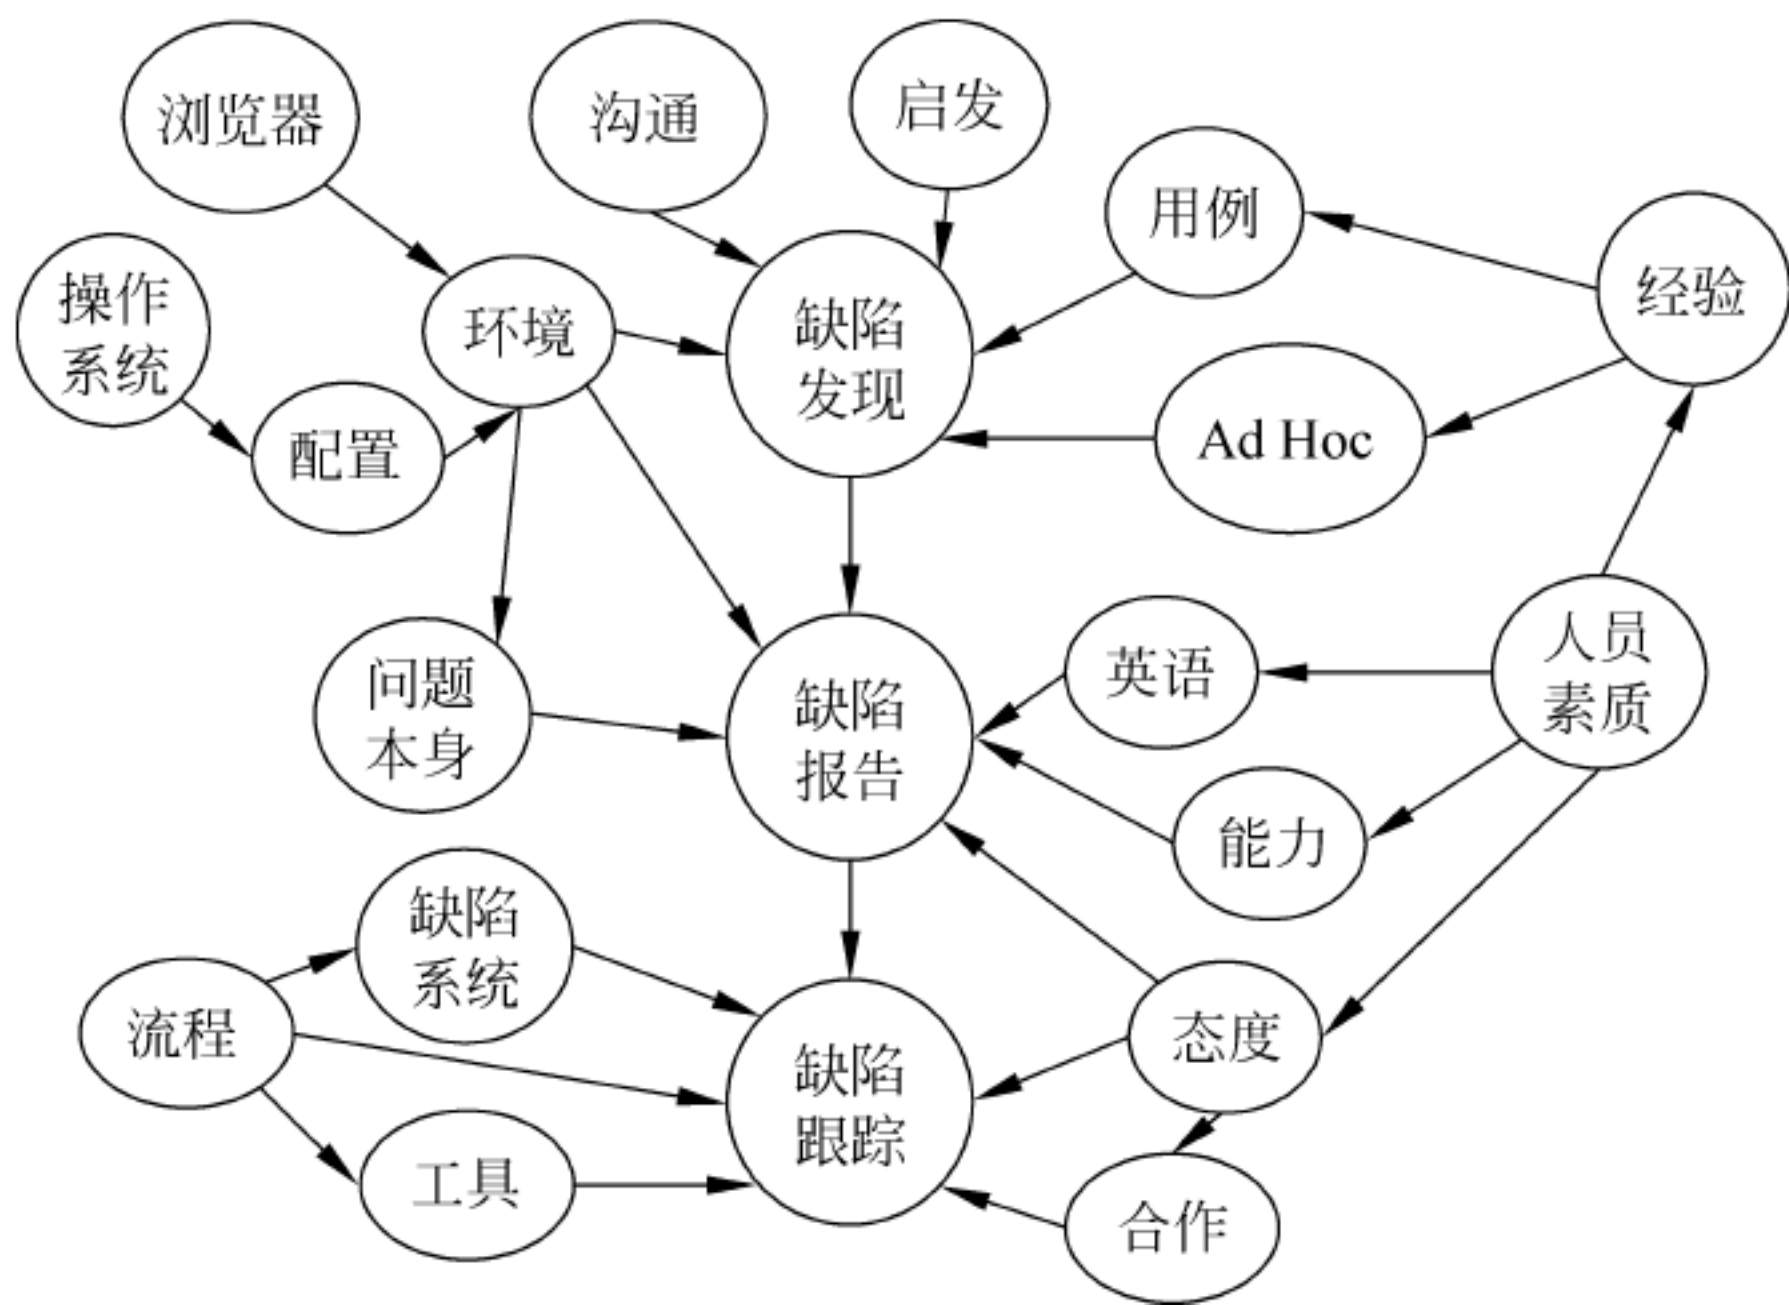 浏览器
沟通
启发
用例
经验
操作
系统
环境
缺陷
发现
配置
Ad Hoc
人员
素质
英语
问题
本身
缺陷
报告
能力
缺陷
系统
流程
态度
缺陷
跟踪
工具
合作